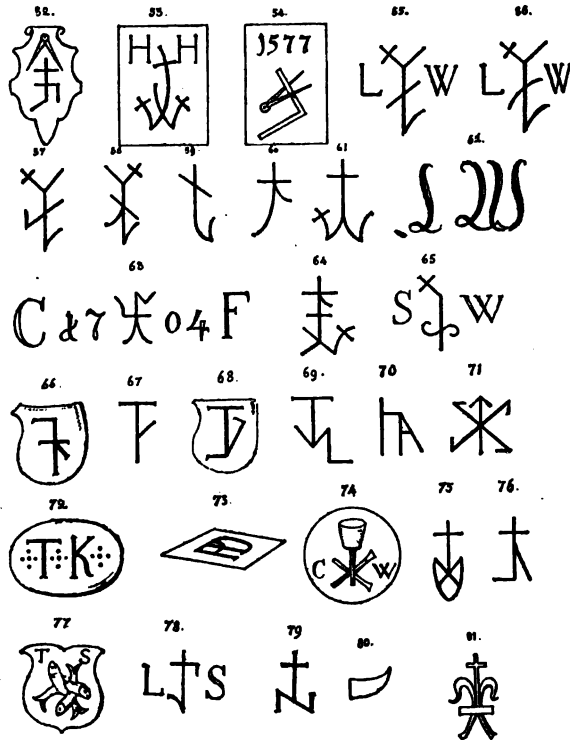 52. 53. 54. 55. 56.
H H 1577 L W L W
57 58 59 60 61 62.
L W
63 64 65
C & 7 04 F S W
66. 67 68. 69. 70 71
72 73. 74 75 76.
T K C W
77 78. 79 80. 81.
T S L S